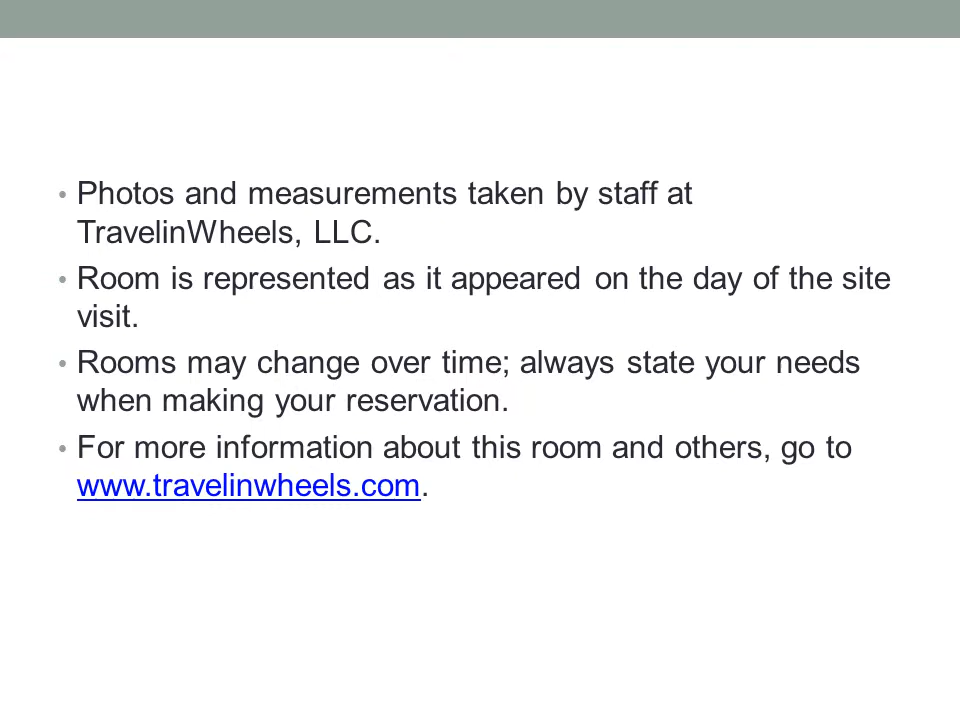 • Photos and measurements taken by staff at
TravelinWheels, LLC.
• Room is represented as it appeared on the day of the site
visit.
• Rooms may change over time; always state your needs
when making your reservation.
• For more information about this room and others, go to
www.travelinwheels.com.